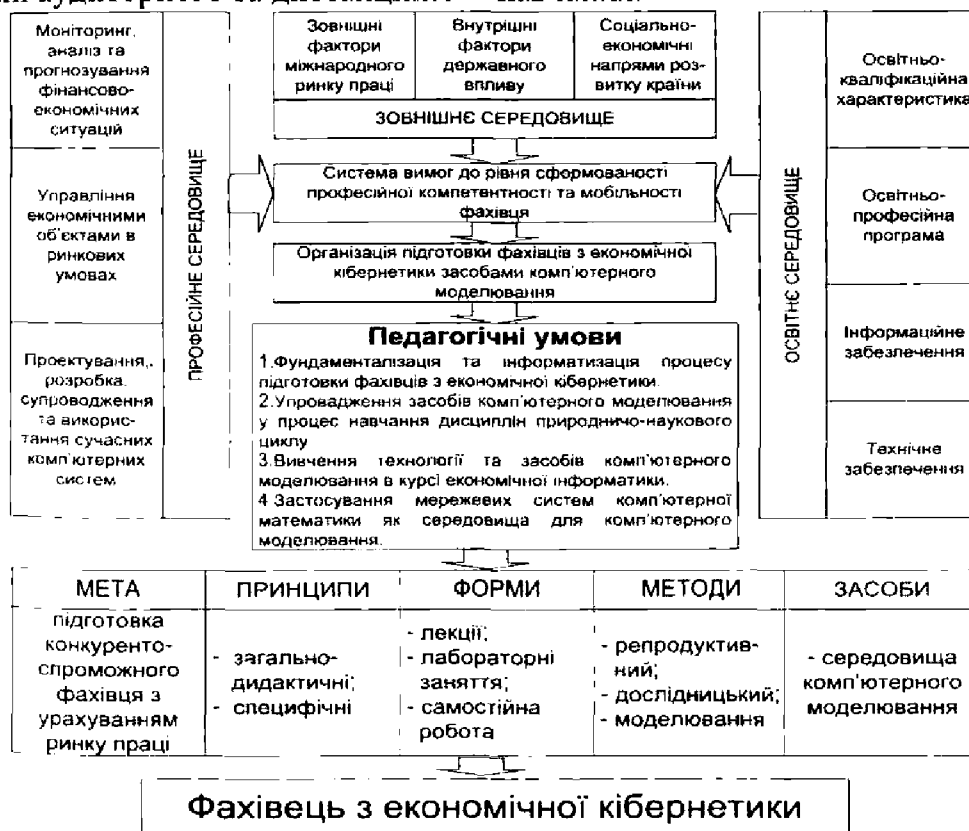 Моніторинг,
аналіз та
прогнозування
фінансово-
економічних
ситуацій
Управління
економічними
об'єктами в
ринкових
умовах
Проектування,
розробка,
супроводження
та викорис-
тання сучасних
комп'ютерних
систем
ПРОФЕСІЙНЕ СЕРЕДОВИЩЕ
Зовнішні
фактори
міжнародного
ринку праці
Внутрішні
фактори
державного
впливу
Соціально-
економічні
напрями роз-
витку країни
ЗОВНІШНЄ СЕРЕДОВИЩЕ
Система вимог до рівня сформованості
професійної компетентності та мобільності
фахівця
Організація підготовки фахівців з економічної
кібернетики засобами комп'ютерного
моделювання
Педагогічні умови
1.Фундаменталізація та інформатизація процесу
підготовки фахівців з економічної кібернетики.
2.Упровадження засобів комп'ютерного моделювання
у процес навчання дисциплін природничо-наукового
циклу
3.Вивчення технології та засобів комп'ютерного
моделювання в курсі економічної інформатики.
4 Застосування мережевих систем комп'ютерної
математики як середовища для комп'ютерного
моделювання.
ОСВІТНЄ СЕРЕДОВИЩЕ
Освітньо-
кваліфікаційна
характеристика
Освітньо-
професійна
програма
Інформаційне
забезпечення
Технічне
забезпечення
МЕТА
підготовка
конкуренто-
спроможного
фахівця з
урахуванням
ринку праці
ПРИНЦИПИ
- загально-
дидактичні;
- специфічні
ФОРМИ
- лекції;
- лабораторні
заняття;
- самостійна
робота
МЕТОДИ
- репродуктив-
ний;
- дослідницький;
- моделювання
ЗАСОБИ
- середовища
комп'ютерного
моделювання
Фахівець з економічної кібернетики